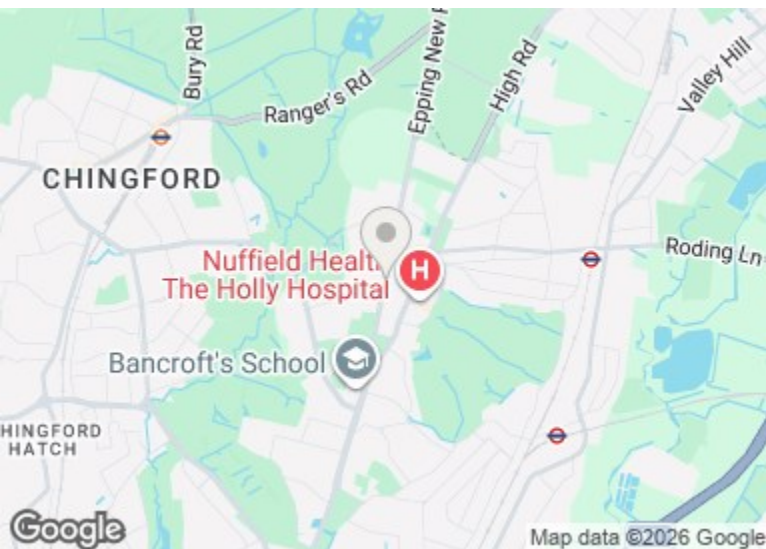 Bury Rd
Ranger's Rd
Epping New
High Rd
Valley Hill
CHINGFORD
Roding Ln
Nuffield Health
The Holly Hospital
H
Bancroft's School
HINGFORD
HATCH
Google
Map data ©2026 Google